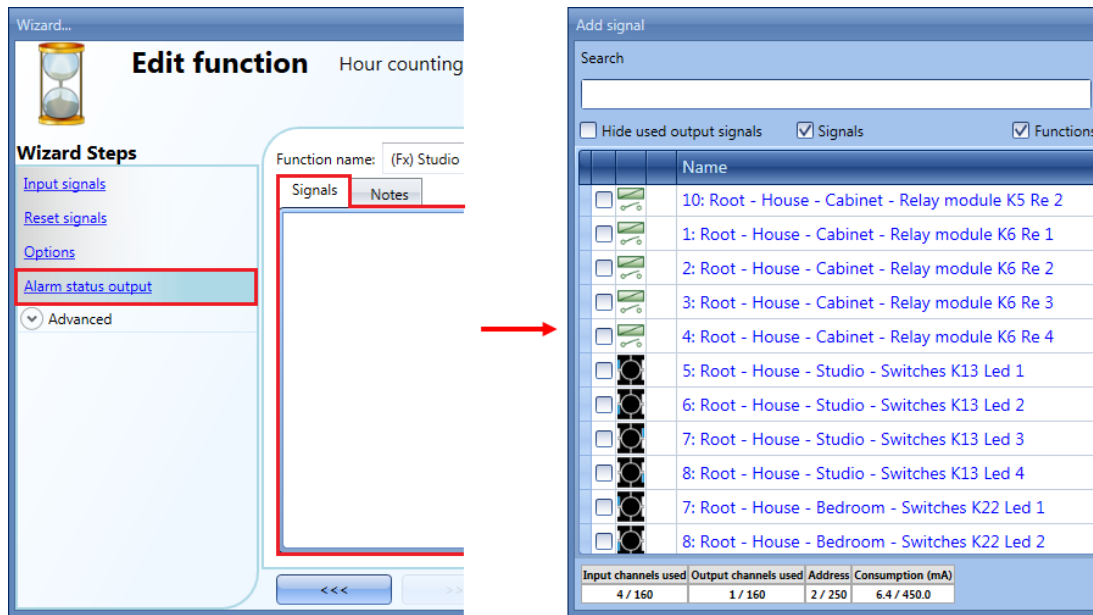 Wizard...
Edit function Hour counting
Wizard Steps
Input signals
Reset signals
Options
Alarm status output
Advanced
Function name: (Fx) Studio
Signals Notes
<<< >>
Add signal
Search
Hide used output signals Signals Functions
Name
10: Root - House - Cabinet - Relay module K5 Re 2
1: Root - House - Cabinet - Relay module K6 Re 1
2: Root - House - Cabinet - Relay module K6 Re 2
3: Root - House - Cabinet - Relay module K6 Re 3
4: Root - House - Cabinet - Relay module K6 Re 4
5: Root - House - Studio - Switches K13 Led 1
6: Root - House - Studio - Switches K13 Led 2
7: Root - House - Studio - Switches K13 Led 3
8: Root - House - Studio - Switches K13 Led 4
7: Root - House - Bedroom - Switches K22 Led 1
8: Root - House - Bedroom - Switches K22 Led 2
Input channels used Output channels used Address Consumption (mA)
4 / 160 1 / 160 2 / 250 6.4 / 450.0